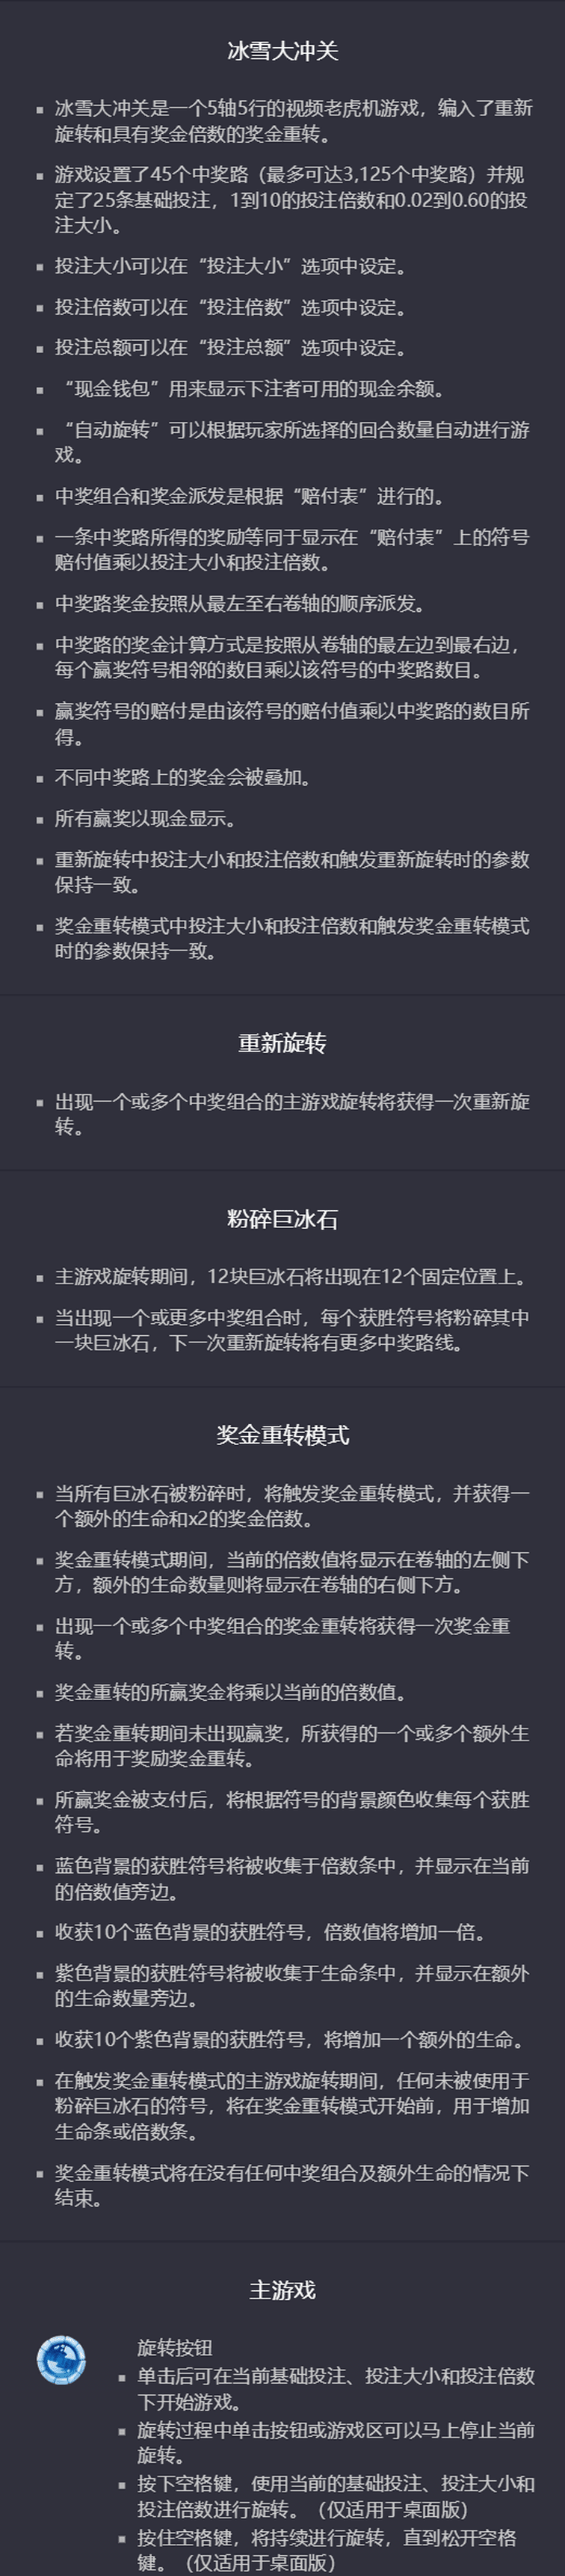 冰雪大冲关
冰雪大冲关是一个5轴5行的视频老虎机游戏，编入了重新
旋转和具有奖金倍数的奖金重转。
游戏设置了45个中奖路（最多可达3,125个中奖路）并规
定了25条基础投注，1到10的投注倍数和0.02到0.60的投
注大小。
投注大小可以在“投注大小”选项中设定。
投注倍数可以在“投注倍数”选项中设定。
投注总额可以在“投注总额”选项中设定。
“现金钱包”用来显示下注者可用的现金余额。
“自动旋转”可以根据玩家所选择的回合数量自动进行游
戏。
中奖组合和奖金派发是根据“赔付表”进行的。
一条中奖路所得的奖励等同于显示在“赔付表”上的符号
赔付值乘以投注大小和投注倍数。
中奖路奖金按照从最左至右卷轴的顺序派发。
中奖路的奖金计算方式是按照从卷轴的最左边到最右边，
每个赢奖符号相邻的数目乘以该符号的中奖路数目。
赢奖符号的赔付是由该符号的赔付值乘以中奖路的数目所
得。
不同中奖路上的奖金会被叠加。
所有赢奖以现金显示。
重新旋转中投注大小和投注倍数和触发重新旋转时的参数
保持一致。
奖金重转模式中投注大小和投注倍数和触发奖金重转模式
时的参数保持一致。
重新旋转
出现一个或多个中奖组合的主游戏旋转将获得一次重新旋
转。
粉碎巨冰石
主游戏旋转期间，12块巨冰石将出现在12个固定位置上。
当出现一个或更多中奖组合时，每个获胜符号将粉碎其中
一块巨冰石，下一次重新旋转将有更多中奖路线。
奖金重转模式
当所有巨冰石被粉碎时，将触发奖金重转模式，并获得一
个额外的生命和x2的奖金倍数。
奖金重转模式期间，当前的倍数值将显示在卷轴的左侧下
方，额外的生命数量则将显示在卷轴的右侧下方。
出现一个或多个中奖组合的奖金重转将获得一次奖金重
转。
奖金重转的所赢奖金将乘以当前的倍数值。
若奖金重转期间未出现赢奖，所获得的一个或多个额外生
命将用于奖励奖金重转。
所赢奖金被支付后，将根据符号的背景颜色收集每个获胜
符号。
蓝色背景的获胜符号将被收集于倍数条中，并显示在当前
的倍数值旁边。
收获10个蓝色背景的获胜符号，倍数值将增加一倍。
紫色背景的获胜符号将被收集于生命条中，并显示在额外
的生命数量旁边。
收获10个紫色背景的获胜符号，将增加一个额外的生命。
在触发奖金重转模式的主游戏旋转期间，任何未被使用于
粉碎巨冰石的符号，将在奖金重转模式开始前，用于增加
生命条或倍数条。
奖金重转模式将在没有任何中奖组合及额外生命的情况下
结束。
主游戏
旋转按钮
单击后可在当前基础投注、投注大小和投注倍数
下开始游戏。
旋转过程中单击按钮或游戏区可以马上停止当前
旋转。
按下空格键，使用当前的基础投注、投注大小和
投注倍数进行旋转。（仅适用于桌面版）
按住空格键，将持续进行旋转，直到松开空格
键。（仅适用于桌面版）